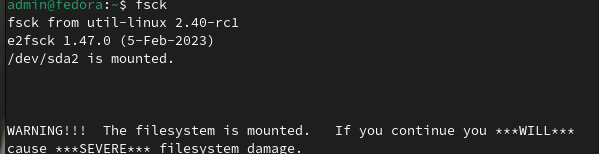 admin@fedora:~$ fsck
fsck from util-linux 2.40-rc1
e2fsck 1.47.0 (5-Feb-2023)
/dev/sda2 is mounted.
WARNING!!!  The filesystem is mounted.   If you continue you ***WILL***
cause ***SEVERE*** filesystem damage.